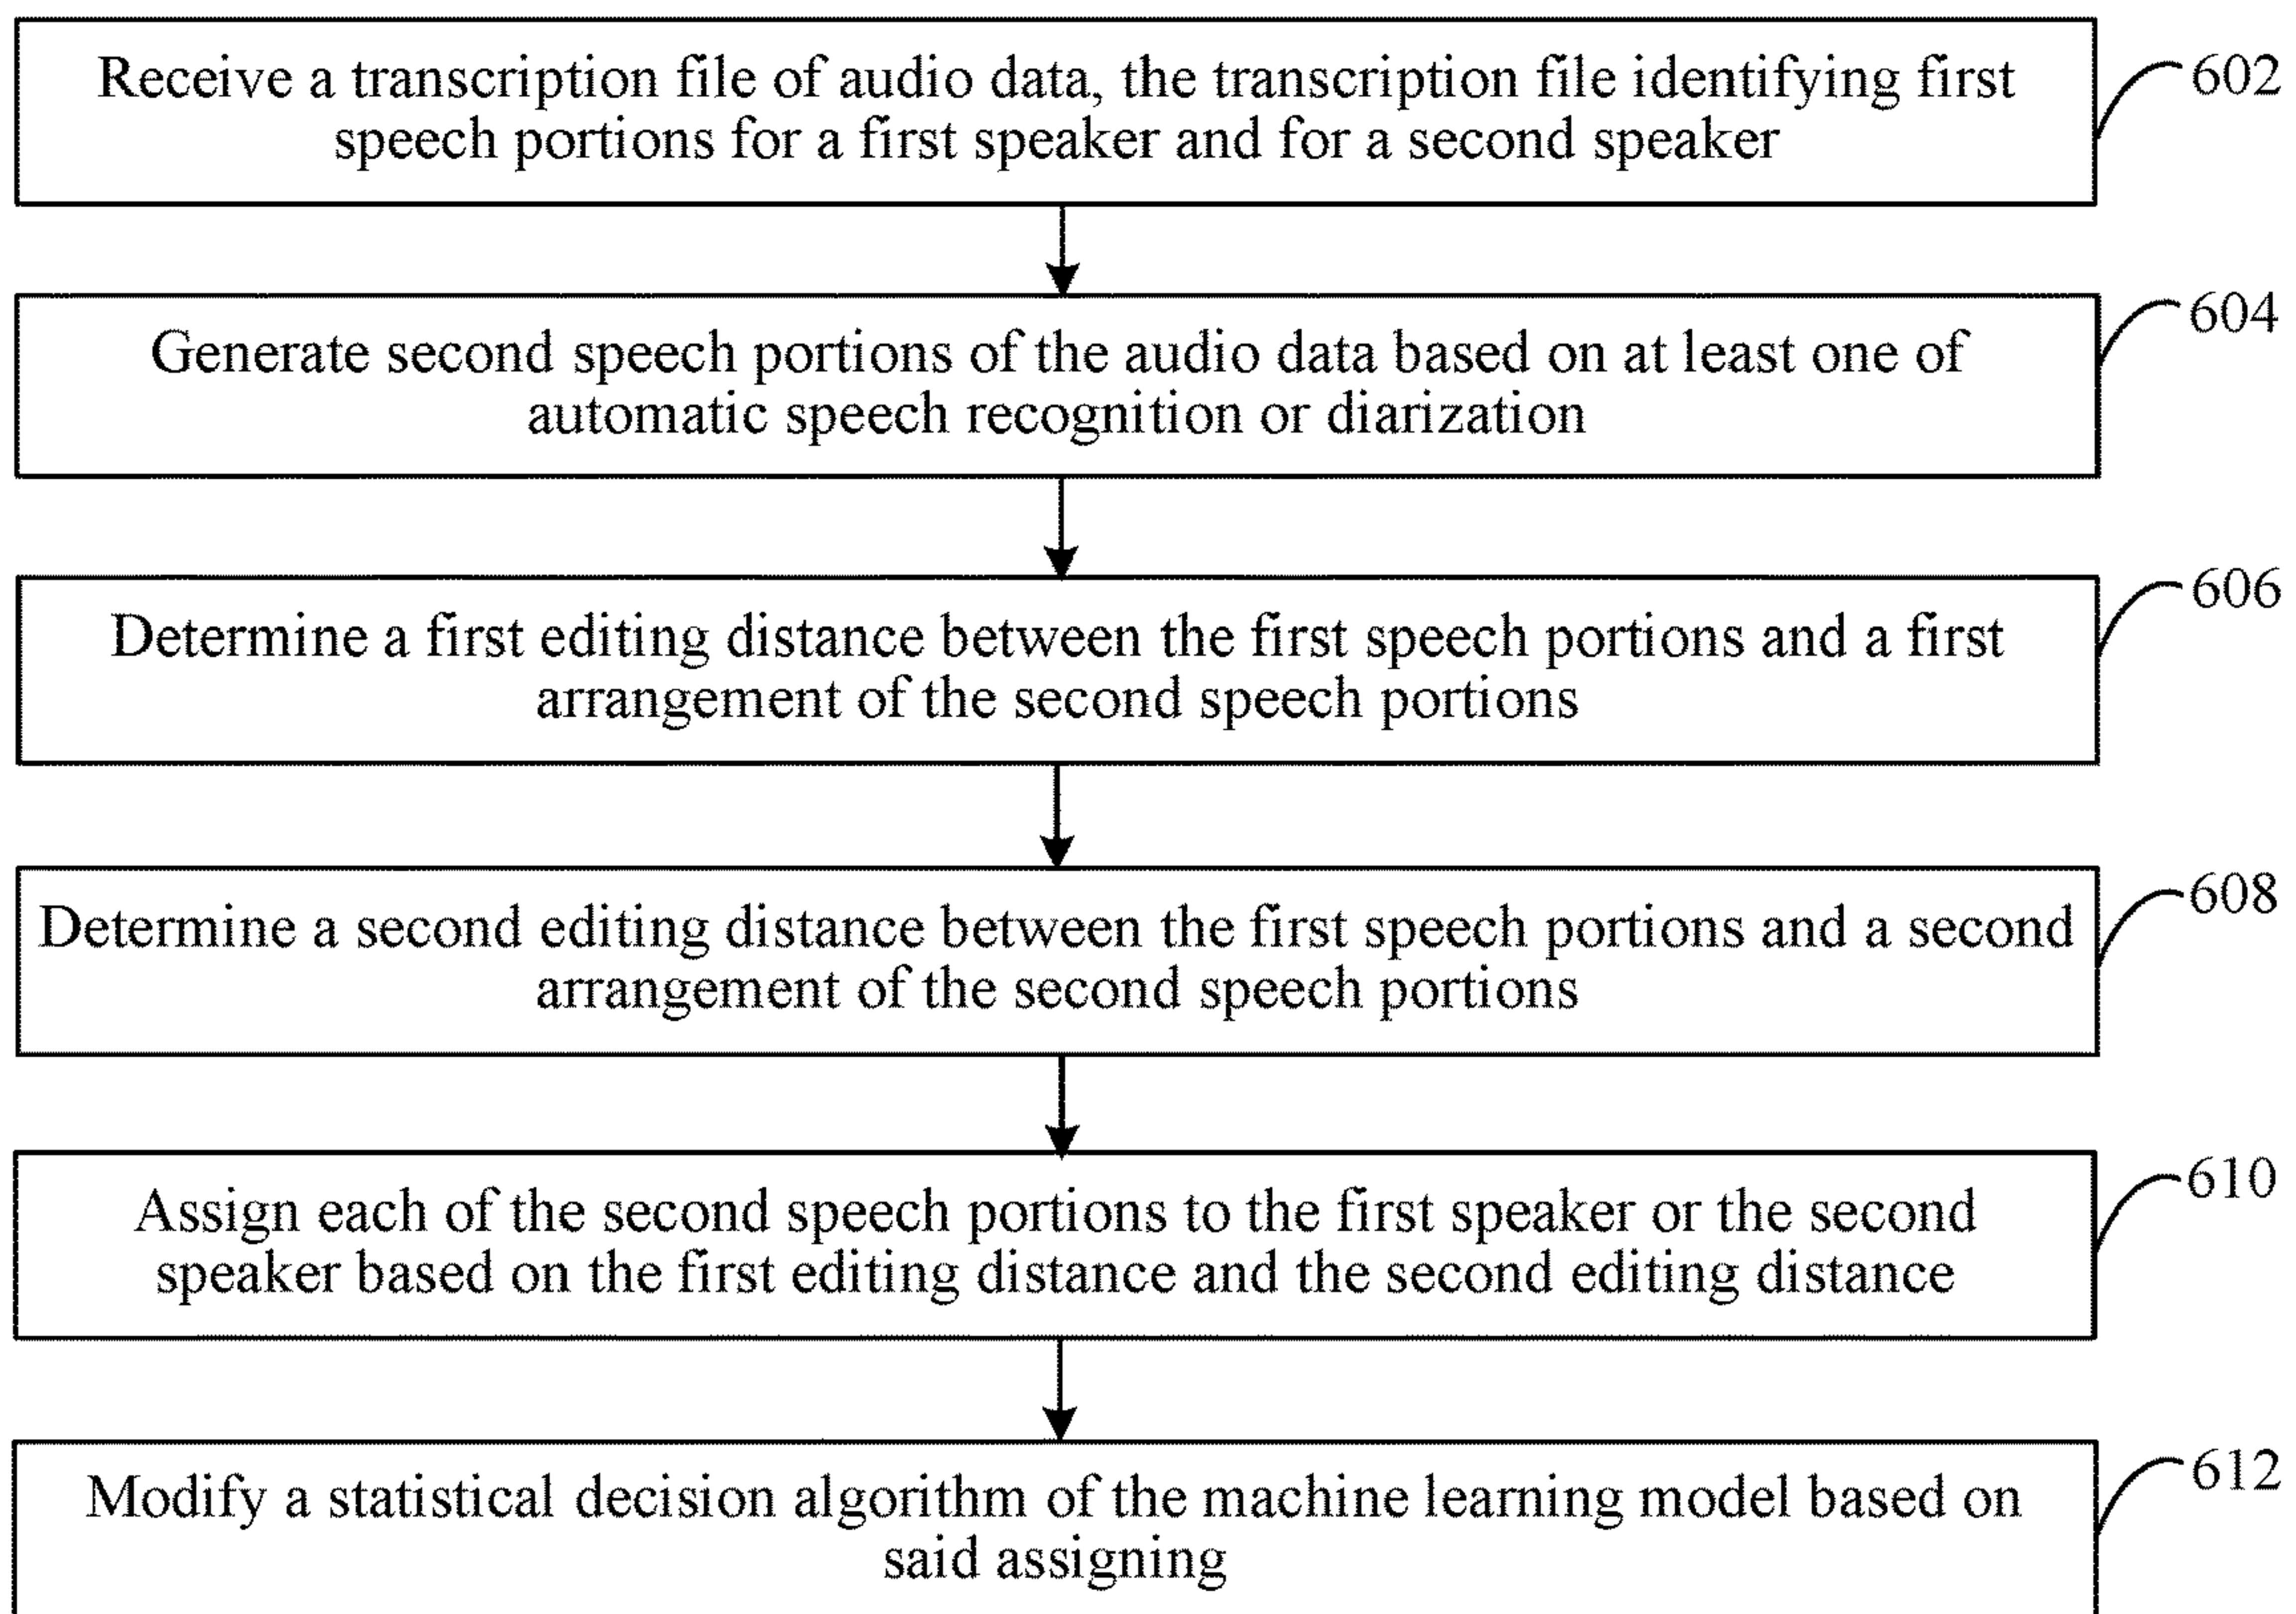 Receive a transcription file of audio data, the transcription file identifying first
speech portions for a first speaker and for a second speaker
602
Generate second speech portions of the audio data based on at least one of
automatic speech recognition or diarization
604
Determine a first editing distance between the first speech portions and a first
arrangement of the second speech portions
606
Determine a second editing distance between the first speech portions and a second
arrangement of the second speech portions
608
Assign each of the second speech portions to the first speaker or the second
speaker based on the first editing distance and the second editing distance
610
Modify a statistical decision algorithm of the machine learning model based on
said assigning
612